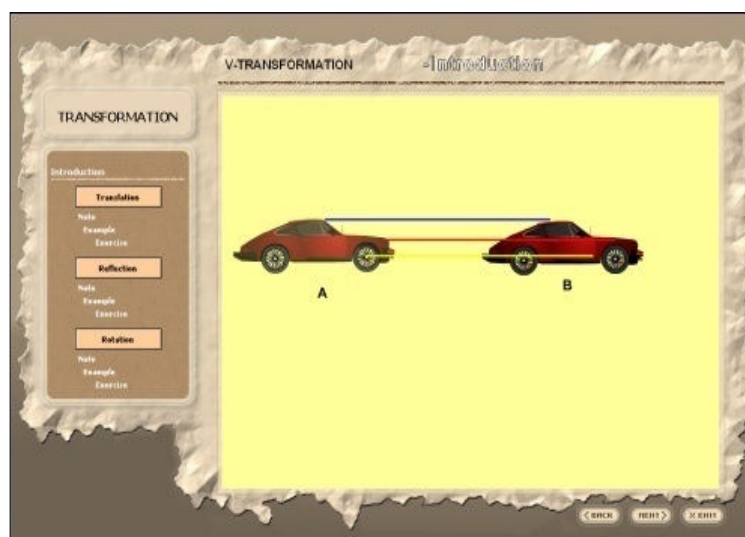 V-TRANSFORMATION
-Introduction
TRANSFORMATION
Introduction
Translation
Note
Example
Exercise
Reflection
Note
Example
Exercise
Rotation
Note
Example
Exercise
A
B
< BACK
NEXT >
X EXIT